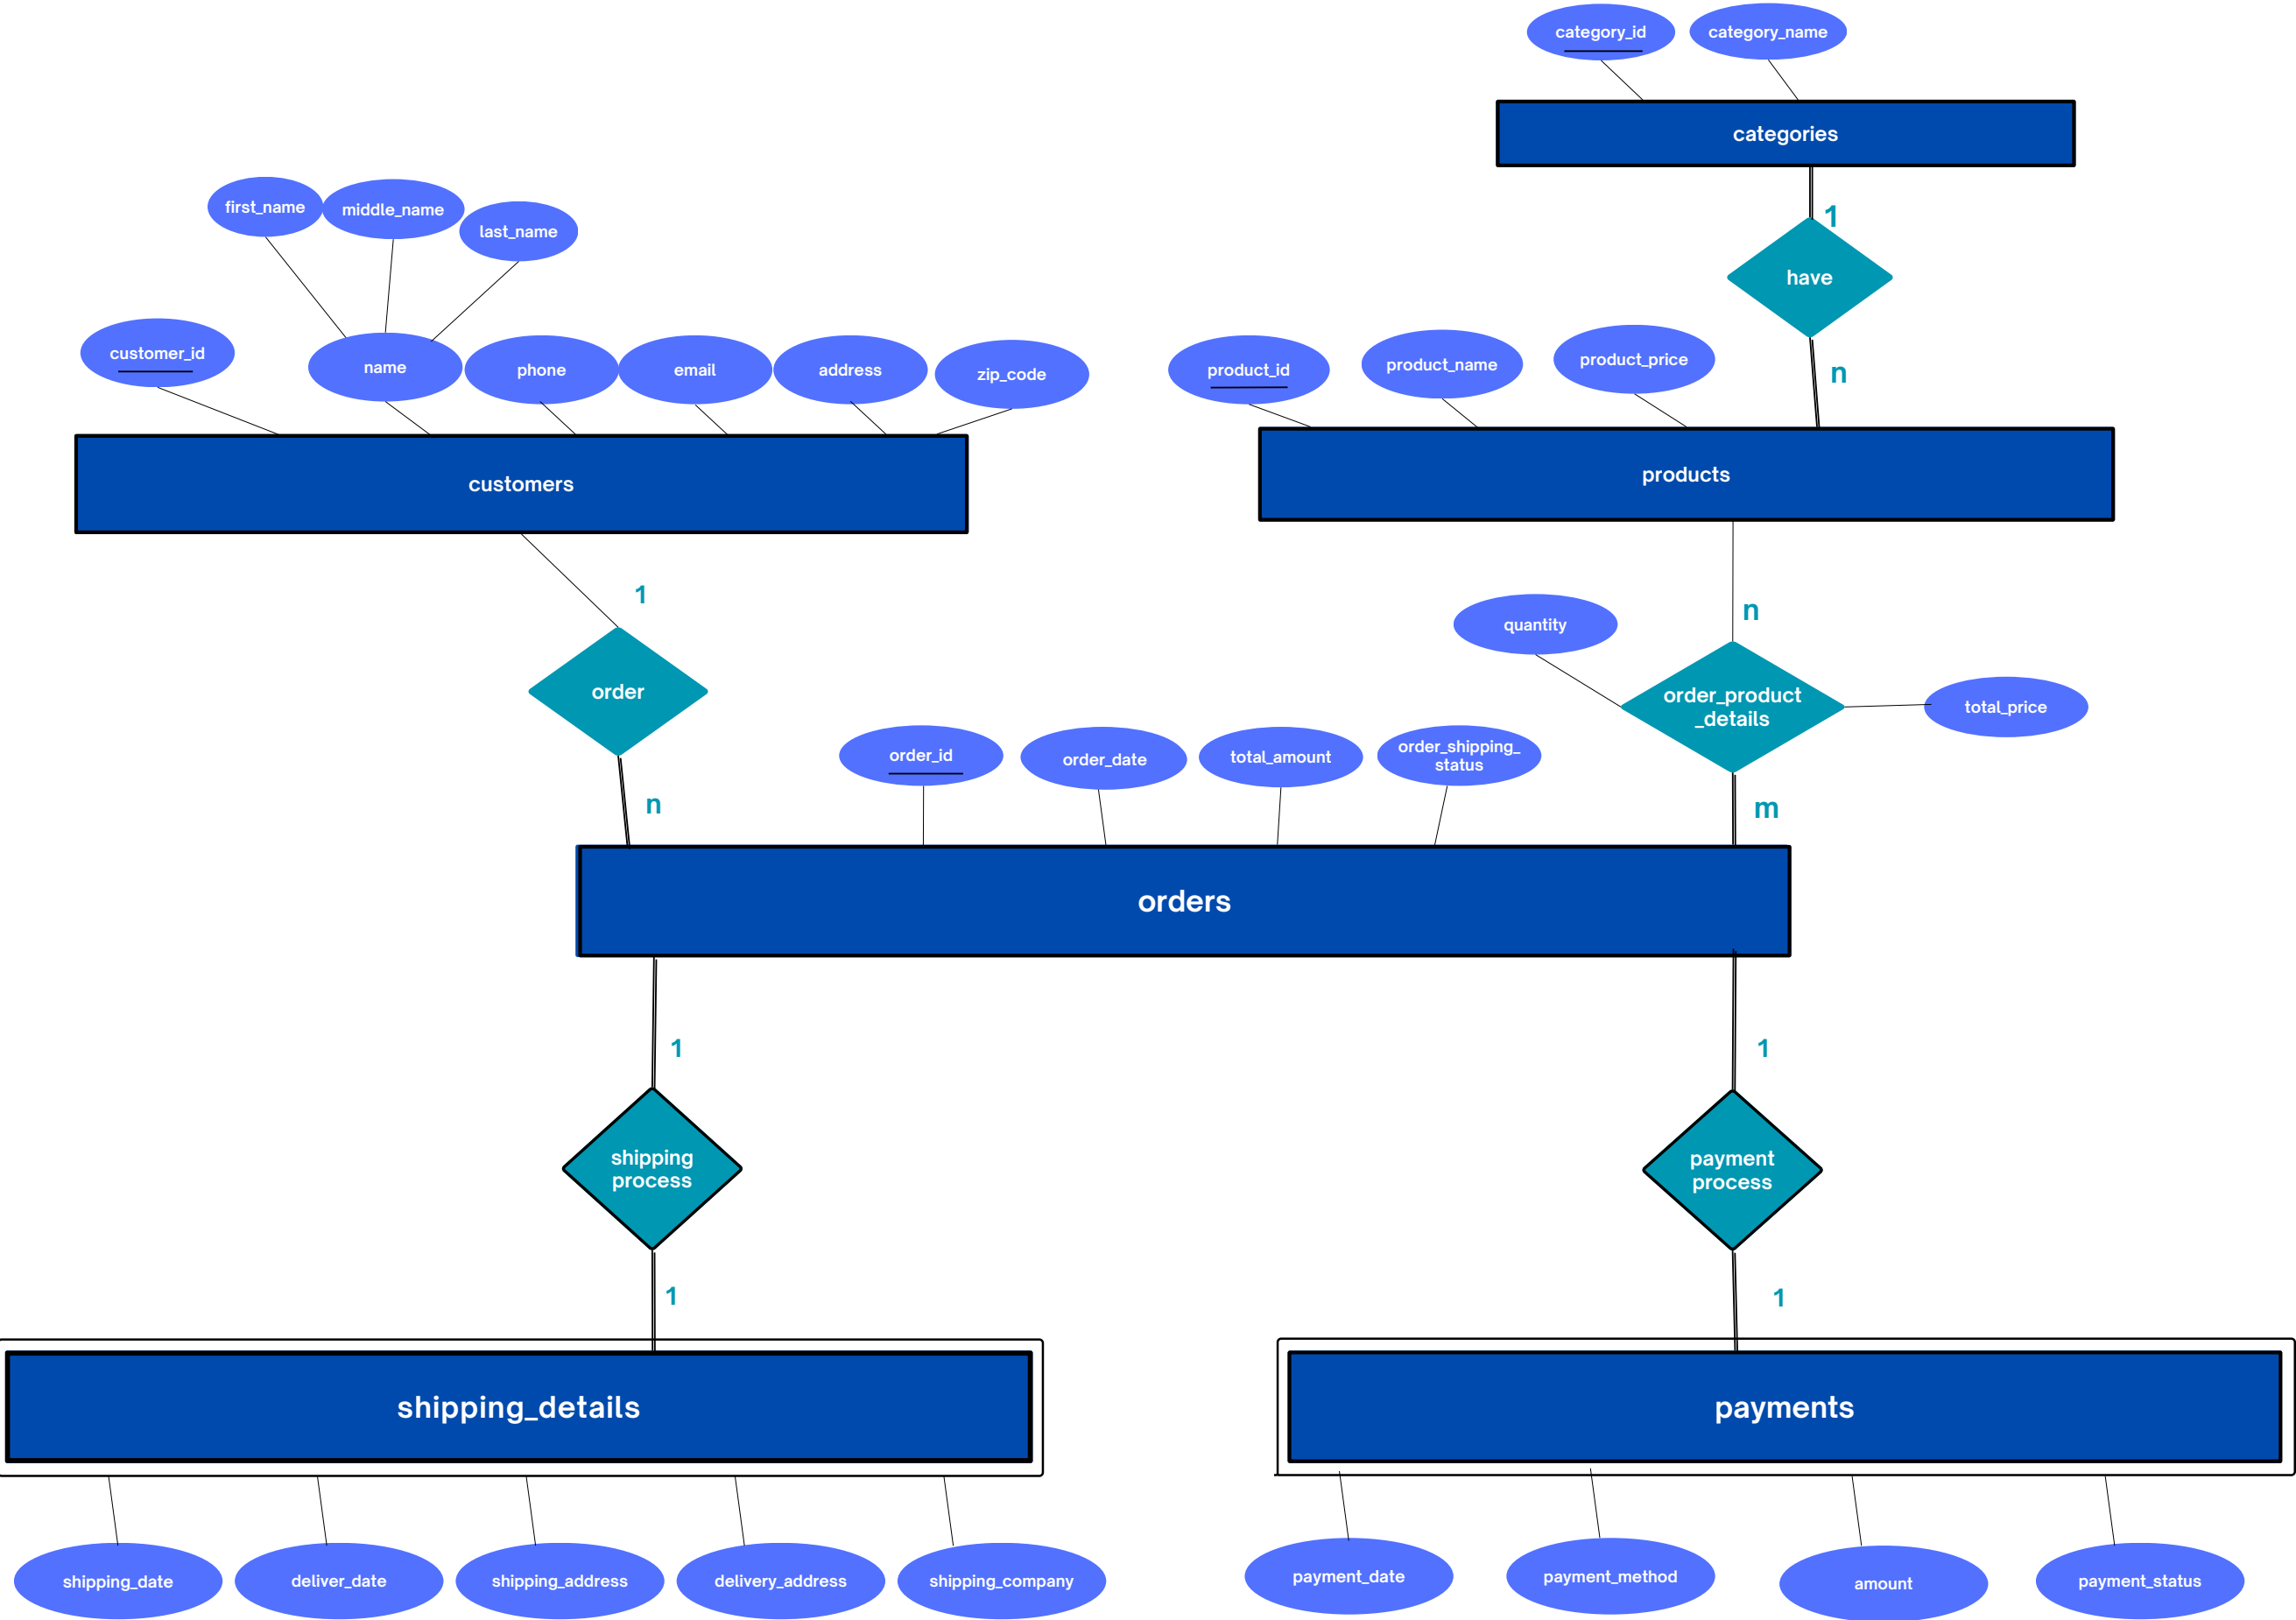 category_id
category_name
categories
1
have
n
first_name
middle_name
last_name
customer_id
name
phone
email
address
zip_code
product_id
product_name
product_price
customers
products
1
order
n
n
quantity
order_product
_details
total_price
m
order_id
order_date
total_amount
order_shipping_
status
orders
1
shipping
process
1
1
payment
process
1
shipping_details
payments
shipping_date
deliver_date
shipping_address
delivery_address
shipping_company
payment_date
payment_method
amount
payment_status